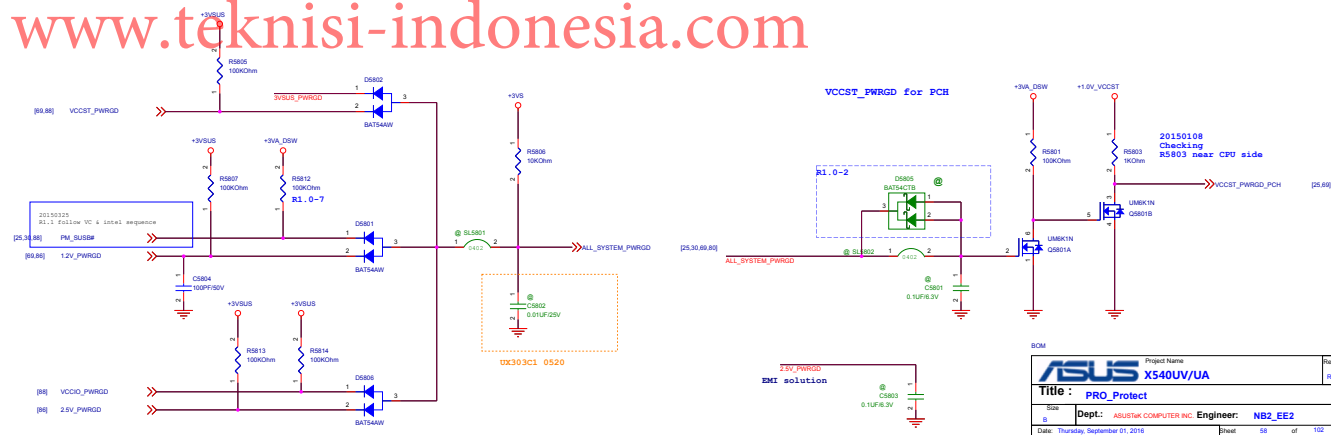 www.teknisi-indonesia.com
+3VSUS
R5805
100KOhm
D5802
3VSUS_PWRGD
[69,88] VCCST_PWRGD
BAT54AW
+3VSUS
+3VA_DSW
R5807
100KOhm
R5812
100KOhm
R1.0-7
20150325
R1.1 follow VC & intel sequence
[25,30,88] PM_SUSB#
[69,86] 1.2V_PWRGD
D5801
BAT54AW
C5804
100PF/50V
+3VSUS
+3VSUS
R5813
100KOhm
R5814
100KOhm
D5806
[88] VCCIO_PWRGD
[86] 2.5V_PWRGD
BAT54AW
+3VS
R5806
10KOhm
@ SL5801
0402
ALL_SYSTEM_PWRGD
@
C5802
0.01UF/25V
UX303C1 0520
VCCST_PWRGD for PCH
R1.0-2
D5805
BAT54CTB
@
[25,30,69,80]
ALL_SYSTEM_PWRGD
@ SL5802
0402
@
C5801
0.1UF/6.3V
+3VA_DSW
+1.0V_VCCST
R5801
100KOhm
R5803
1KOhm
20150108
Checking
R5803 near CPU side
VCCST_PWRGD_PCH [25,69]
UM6K1N
Q5801B
UM6K1N
Q5801A
2.5V_PWRGD
EMI solution
@
C5803
0.1UF/6.3V
BOM
ASUS
Project Name
X540UV/UA
Title : PRO_Protect
Size
B
Dept.: ASUSTeK COMPUTER INC. Engineer: NB2_EE2
Date: Thursday, September 01, 2016 Sheet 58 of 102